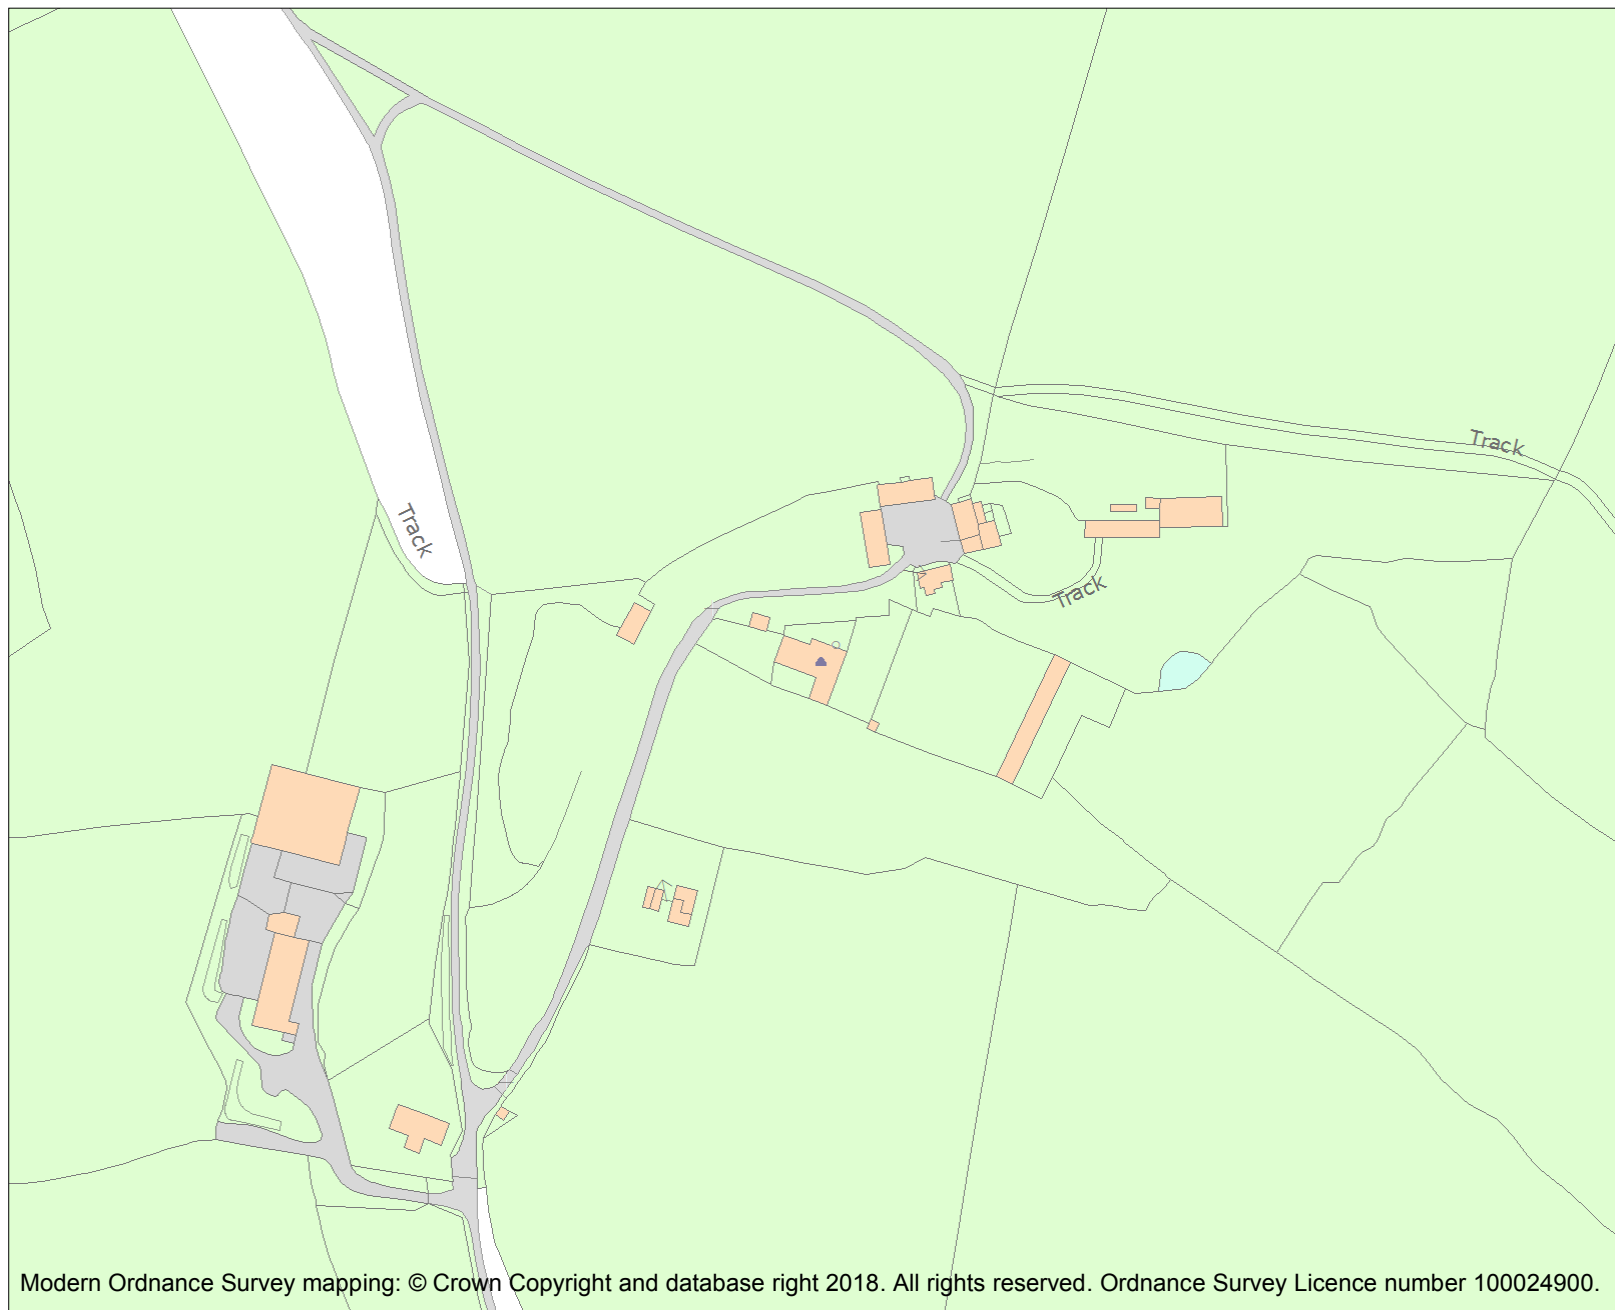 Track
Track
Track
Modern Ordnance Survey mapping: © Crown Copyright and database right 2018. All rights reserved. Ordnance Survey Licence number 100024900.